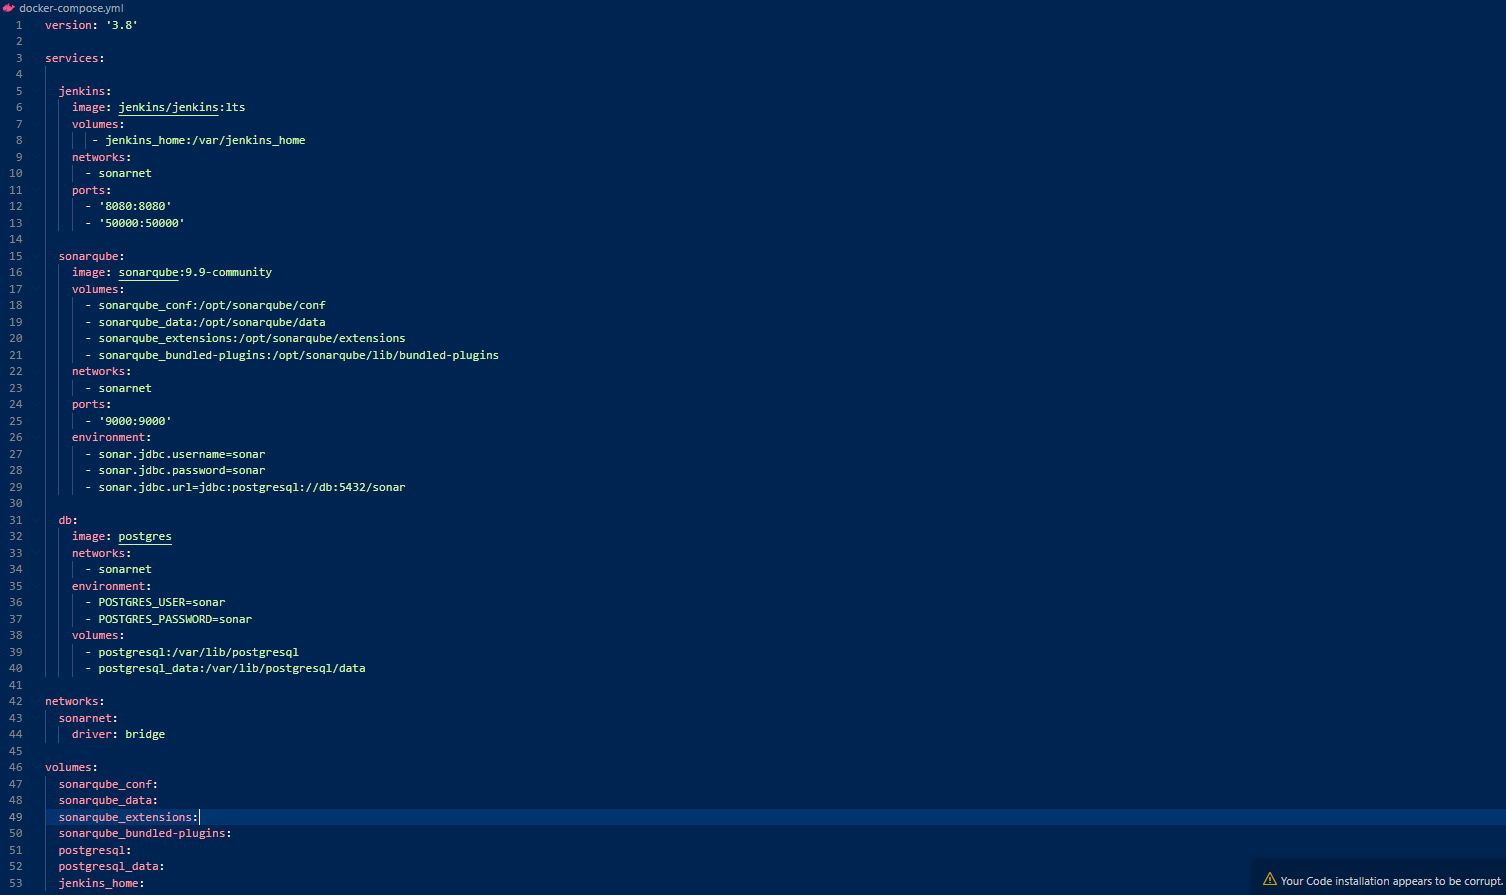 docker-compose.yml
1 version: '3.8'
2
3 services:
4
5   jenkins:
6     image: jenkins/jenkins:lts
7     volumes:
8        - jenkins_home:/var/jenkins_home
9     networks:
10       - sonarnet
11     ports:
12       - '8080:8080'
13       - '50000:50000'
14
15   sonarqube:
16     image: sonarqube:9.9-community
17     volumes:
18       - sonarqube_conf:/opt/sonarqube/conf
19       - sonarqube_data:/opt/sonarqube/data
20       - sonarqube_extensions:/opt/sonarqube/extensions
21       - sonarqube_bundled-plugins:/opt/sonarqube/lib/bundled-plugins
22     networks:
23       - sonarnet
24     ports:
25       - '9000:9000'
26     environment:
27       - sonar.jdbc.username=sonar
28       - sonar.jdbc.password=sonar
29       - sonar.jdbc.url=jdbc:postgresql://db:5432/sonar
30
31   db:
32     image: postgres
33     networks:
34       - sonarnet
35     environment:
36       - POSTGRES_USER=sonar
37       - POSTGRES_PASSWORD=sonar
38     volumes:
39       - postgresql:/var/lib/postgresql
40       - postgresql_data:/var/lib/postgresql/data
41
42 networks:
43   sonarnet:
44     driver: bridge
45
46 volumes:
47   sonarqube_conf:
48   sonarqube_data:
49   sonarqube_extensions:
50   sonarqube_bundled-plugins:
51   postgresql:
52   postgresql_data:
53   jenkins_home:
Your Code installation appears to be corrupt.